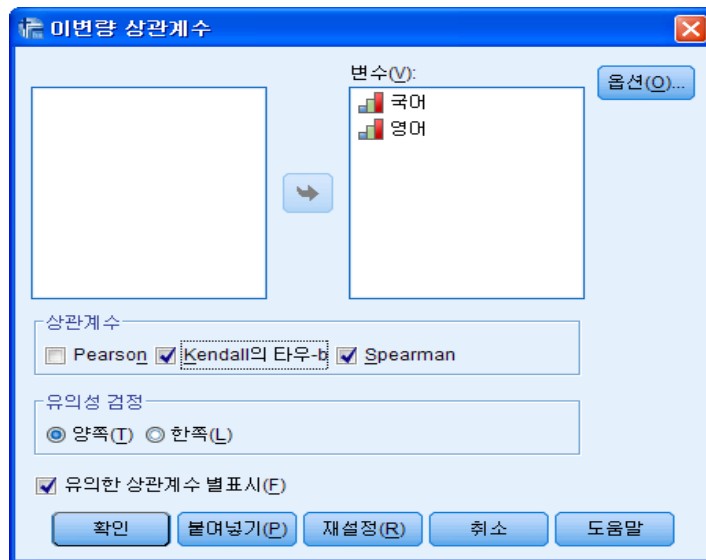 이변량 상관계수
변수(V):
옵션(O)...
국어
영어
상관계수
Pearson Kendall의 타우-b Spearman
유의성 검정
양쪽(T) 한쪽(L)
유의한 상관계수 별표시(F)
확인 붙여넣기(P) 재설정(R) 취소 도움말